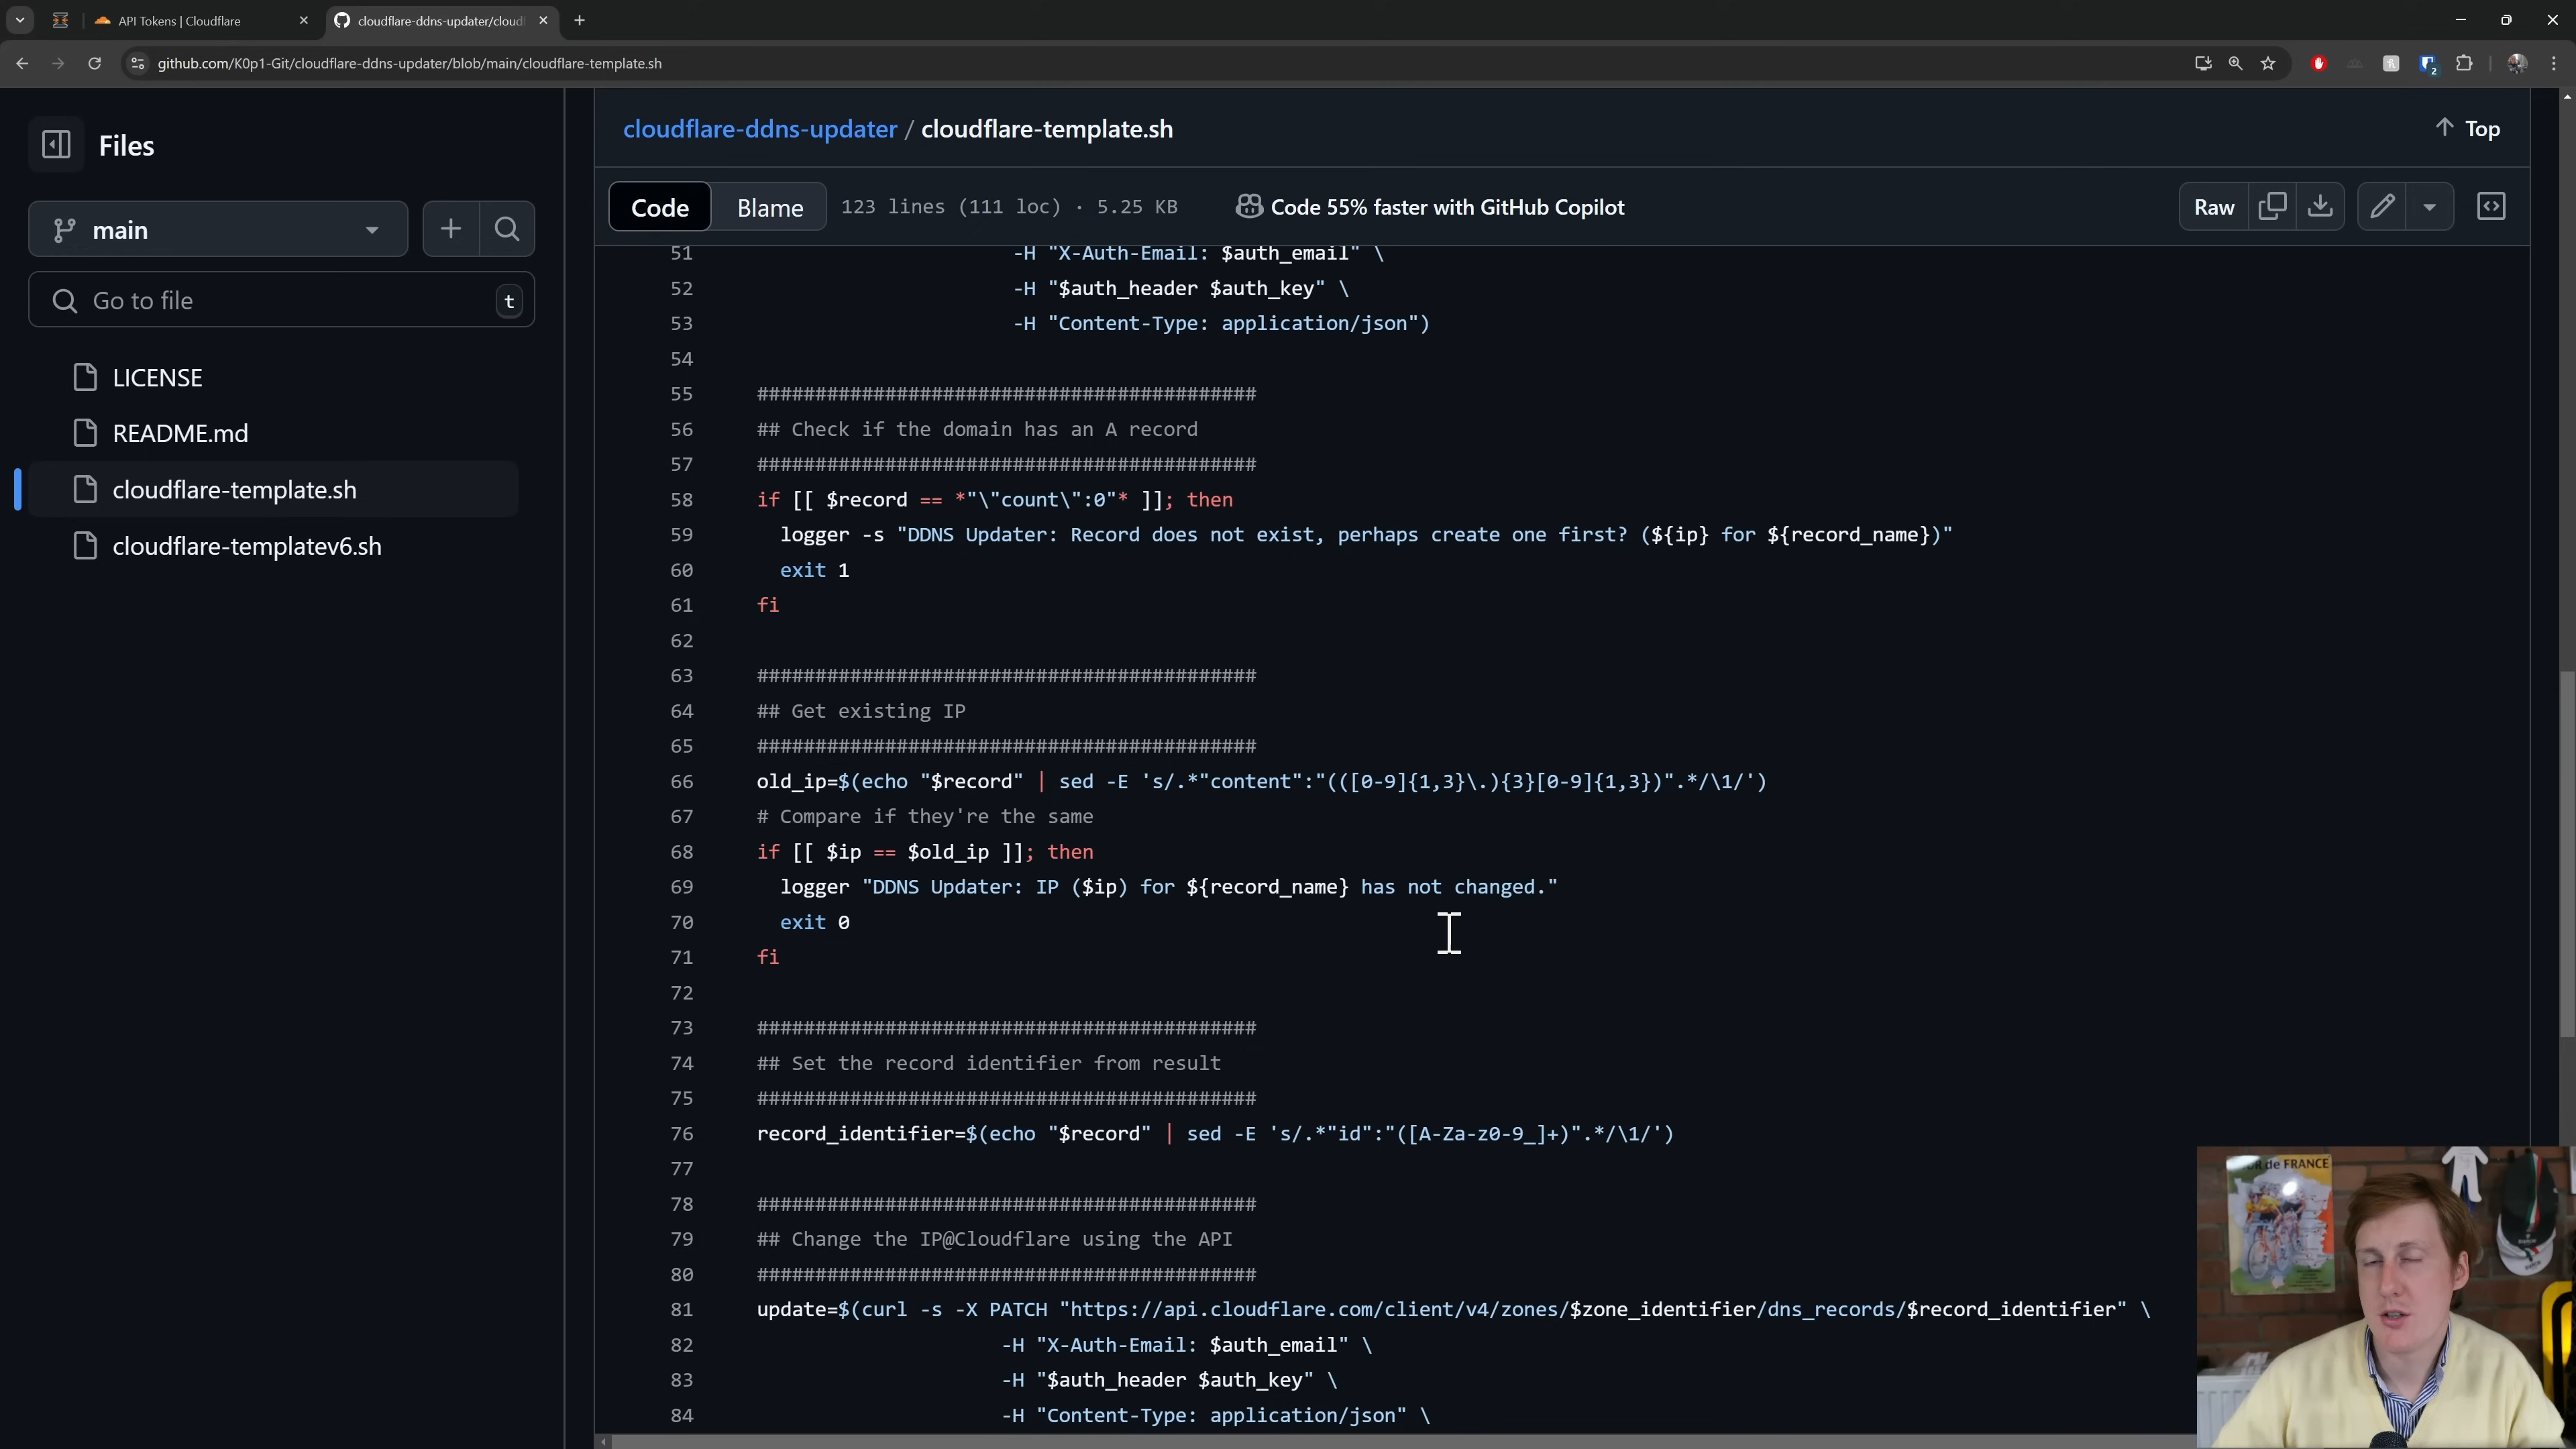 API Tokens | Cloudflare
cloudflare-ddns-updater/cloudf
github.com/K0p1-Git/cloudflare-ddns-updater/blob/main/cloudflare-template.sh
2
Files
main
Go to file
t
LICENSE
README.md
cloudflare-template.sh
cloudflare-templatev6.sh
cloudflare-ddns-updater / cloudflare-template.sh
Top
Code
Blame
123 lines (111 loc) · 5.25 KB
Code 55% faster with GitHub Copilot
Raw
51 -H "X-Auth-Email: $auth_email" \
52 -H "$auth_header $auth_key" \
53 -H "Content-Type: application/json")
54
55 ###########################################
56 ## Check if the domain has an A record
57 ###########################################
58 if [[ $record == *"\"count\":0"* ]]; then
59 logger -s "DDNS Updater: Record does not exist, perhaps create one first? (${ip} for ${record_name})"
60 exit 1
61 fi
62
63 ###########################################
64 ## Get existing IP
65 ###########################################
66 old_ip=$(echo "$record" | sed -E 's/.*"content":"(([0-9]{1,3}\.){3}[0-9]{1,3})".*/\1/')
67 # Compare if they're the same
68 if [[ $ip == $old_ip ]]; then
69 logger "DDNS Updater: IP ($ip) for ${record_name} has not changed."
70 exit 0
71 fi
72
73 ###########################################
74 ## Set the record identifier from result
75 ###########################################
76 record_identifier=$(echo "$record" | sed -E 's/.*"id":"([A-Za-z0-9_]+)".*/\1/')
77
78 ###########################################
79 ## Change the IP@Cloudflare using the API
80 ###########################################
81 update=$(curl -s -X PATCH "https://api.cloudflare.com/client/v4/zones/$zone_identifier/dns_records/$record_identifier" \
82 -H "X-Auth-Email: $auth_email" \
83 -H "$auth_header $auth_key" \
84 -H "Content-Type: application/json" \
de FRANCE